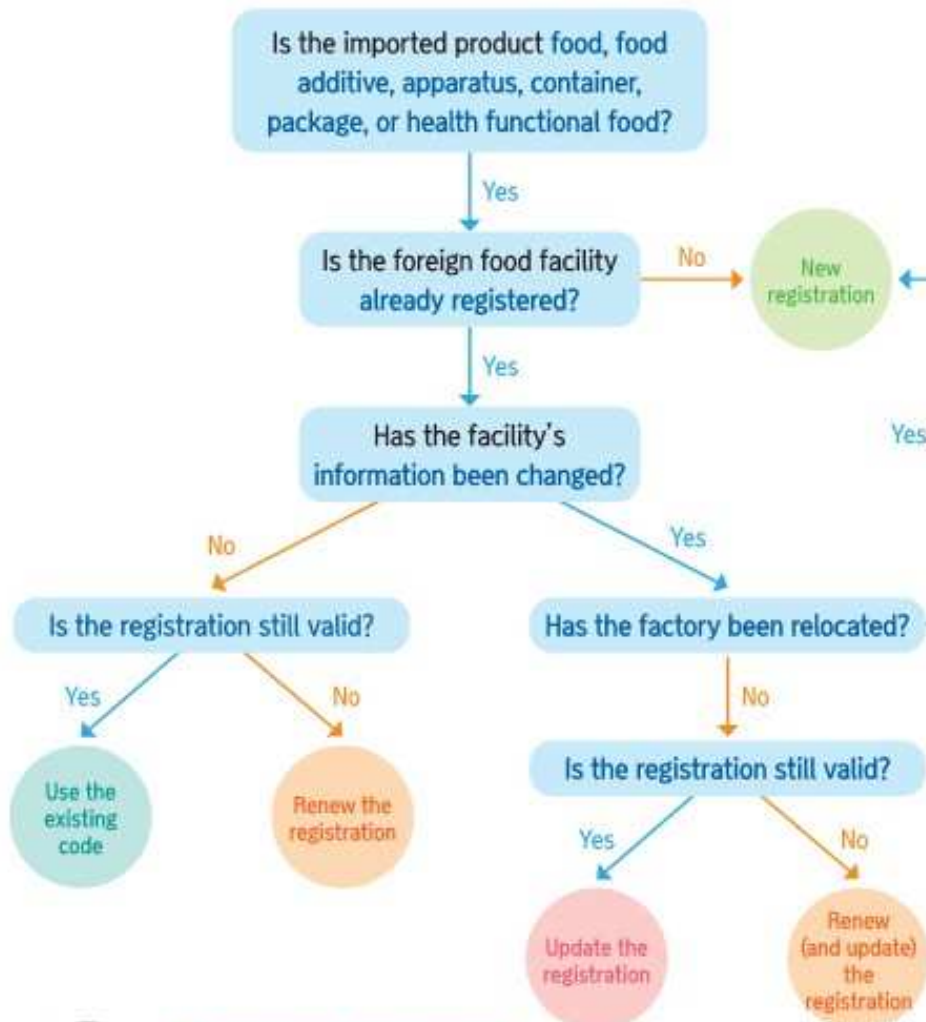 Is the imported product food, food
additive, apparatus, container,
package, or health functional food?
Yes
Is the foreign food facility
already registered?
No
New
registration
Yes
Has the facility's
information been changed?
Yes
No
Yes
Is the registration still valid?
Has the factory been relocated?
Yes
No
No
Use the
existing
code
Renew the
registration
Is the registration still valid?
Yes
No
Update the
registration
Renew
(and update)
the
registration